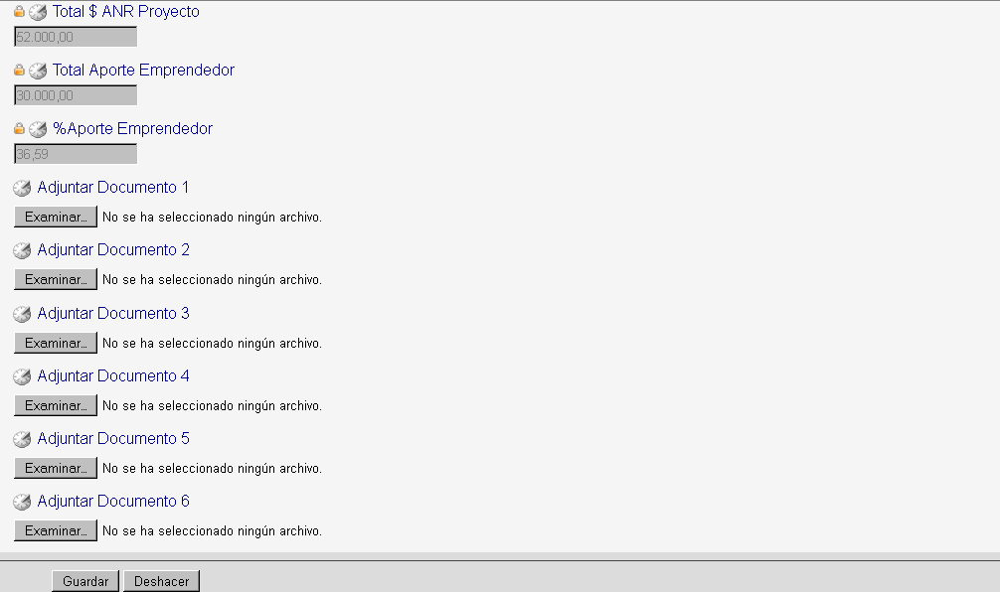 Total $ ANR Proyecto
52.000,00
Total Aporte Emprendedor
30.000,00
%Aporte Emprendedor
36,59
Adjuntar Documento 1
Examinar... No se ha seleccionado ningún archivo.
Adjuntar Documento 2
Examinar... No se ha seleccionado ningún archivo.
Adjuntar Documento 3
Examinar... No se ha seleccionado ningún archivo.
Adjuntar Documento 4
Examinar... No se ha seleccionado ningún archivo.
Adjuntar Documento 5
Examinar... No se ha seleccionado ningún archivo.
Adjuntar Documento 6
Examinar... No se ha seleccionado ningún archivo.
Guardar Deshacer